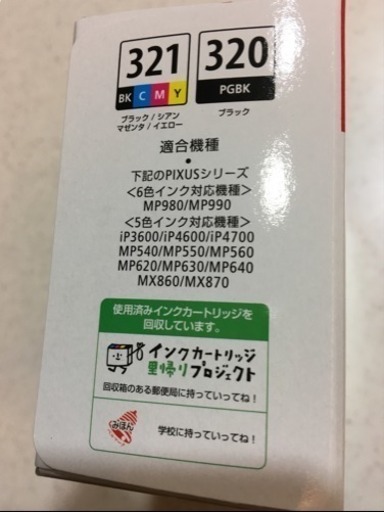 321
BK C M Y
ブラック/シアン
マゼンタ/イエロー
320
PGBK
ブラック
適合機種
●
下記のPIXUSシリーズ
<6色インク対応機種>
MP980/MP990
<5色インク対応機種>
iP3600/iP4600/iP4700
MP540/MP550/MP560
MP620/MP630/MP640
MX860/MX870
使用済みインクカートリッジを
回収しています。
インクカートリッジ
里帰りプロジェクト
回収箱のある郵便局に持っていってね!
みほん
学校に持っていってね!